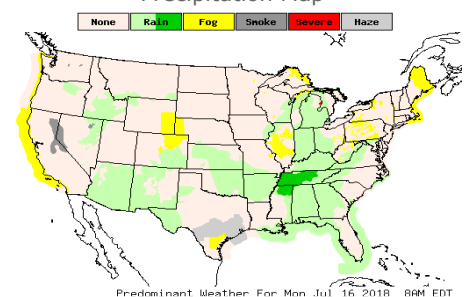 Precipitation Map
None Rain Fog Smoke Severe Haze
Predominant Weather For Mon Jul 16 2018 8AM EDT